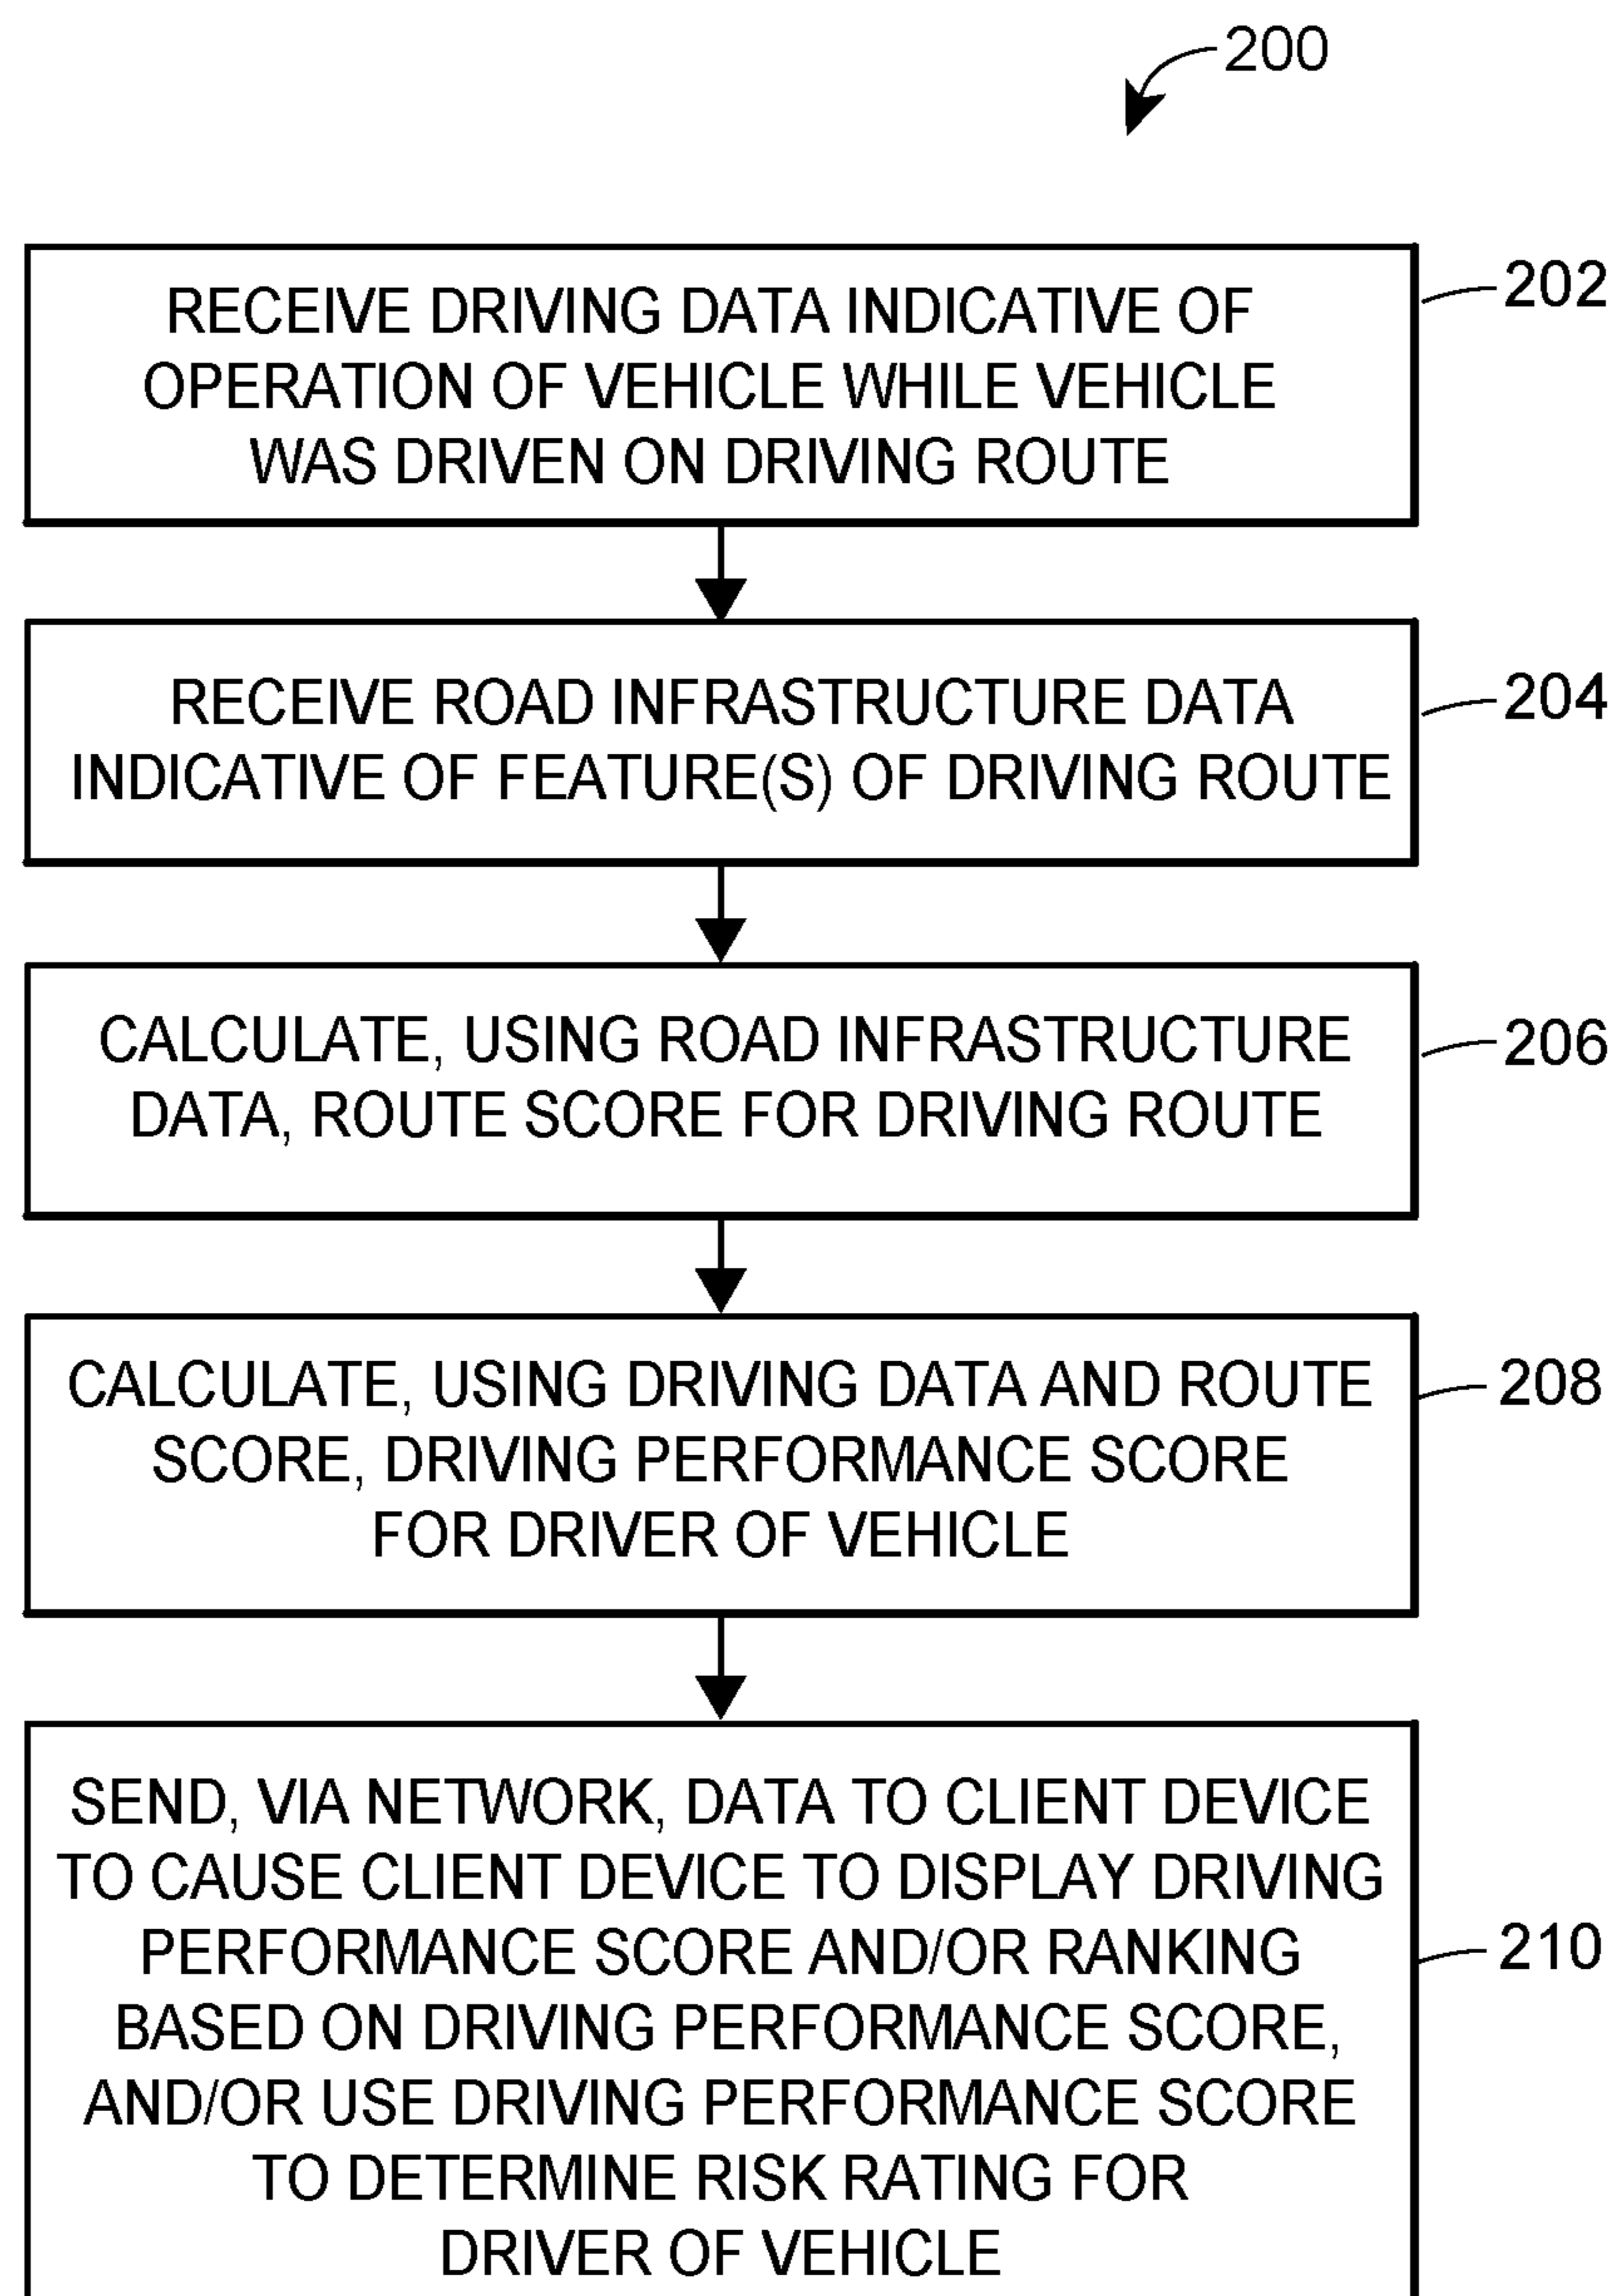 200
RECEIVE DRIVING DATA INDICATIVE OF
OPERATION OF VEHICLE WHILE VEHICLE
WAS DRIVEN ON DRIVING ROUTE
202
RECEIVE ROAD INFRASTRUCTURE DATA
INDICATIVE OF FEATURE(S) OF DRIVING ROUTE
204
CALCULATE, USING ROAD INFRASTRUCTURE
DATA, ROUTE SCORE FOR DRIVING ROUTE
206
CALCULATE, USING DRIVING DATA AND ROUTE
SCORE, DRIVING PERFORMANCE SCORE
FOR DRIVER OF VEHICLE
208
SEND, VIA NETWORK, DATA TO CLIENT DEVICE
TO CAUSE CLIENT DEVICE TO DISPLAY DRIVING
PERFORMANCE SCORE AND/OR RANKING
BASED ON DRIVING PERFORMANCE SCORE,
AND/OR USE DRIVING PERFORMANCE SCORE
TO DETERMINE RISK RATING FOR
DRIVER OF VEHICLE
210